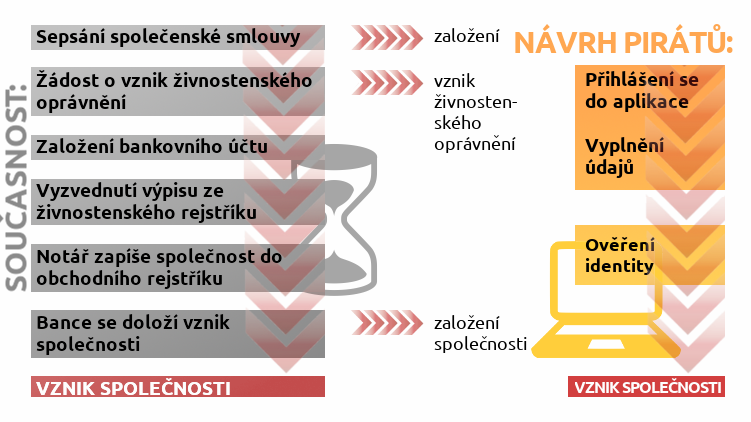 SOUČASNOST:
Sepsání společenské smlouvy
Žádost o vznik živnostenského
oprávnění
Založení bankovního účtu
Vyzvednutí výpisu ze
živnostenského rejstříku
Notář zapíše společnost do
obchodního rejstříku
Bance se doloží vznik
společnosti
VZNIK SPOLEČNOSTI
založení
vznik
živnosten-
ského
oprávnění
založení
společnosti
NÁVRH PIRÁTŮ:
Přihlášení se
do aplikace
Vyplnění
údajů
Ověření
identity
VZNIK SPOLEČNOSTI